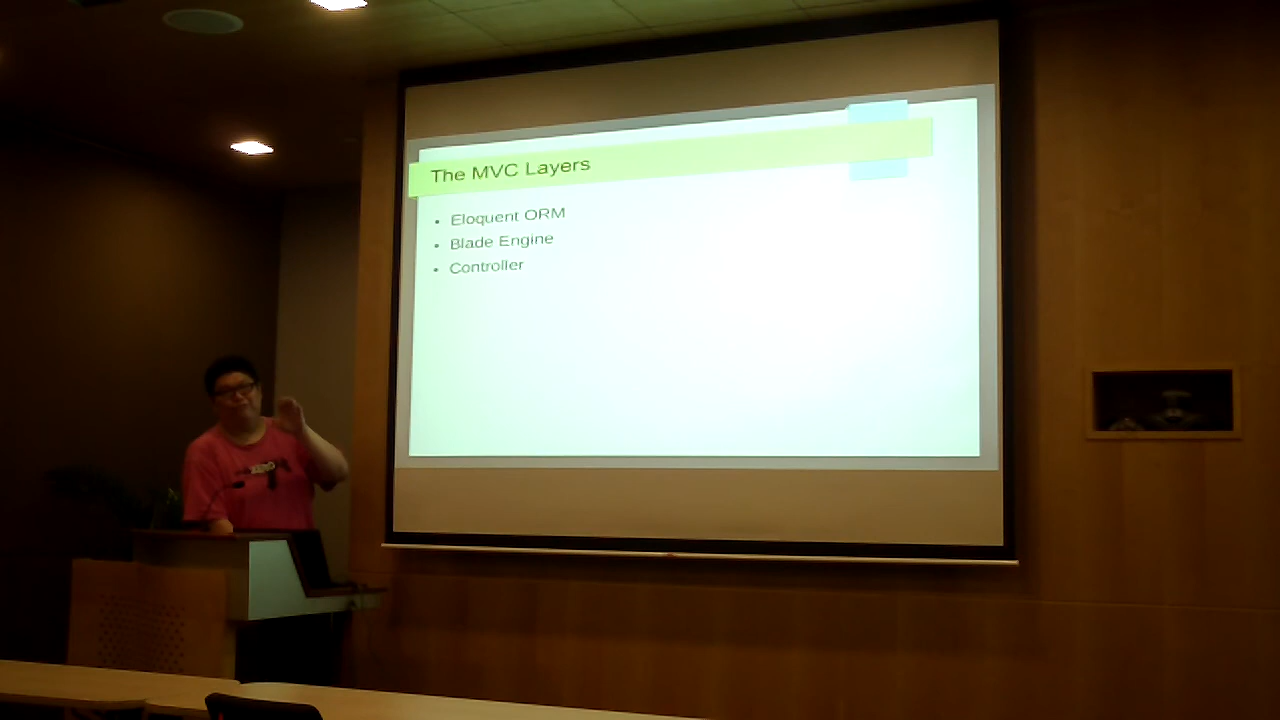 The MVC Layers
• Eloquent ORM
• Blade Engine
• Controller